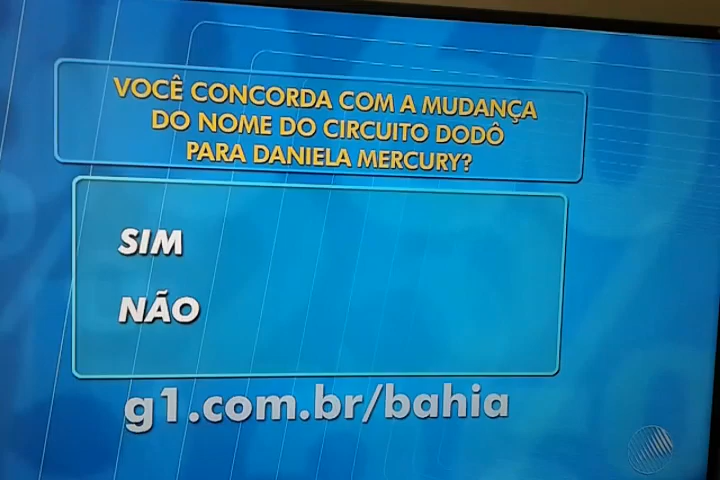 VOCÊ CONCORDA COM A MUDANÇA
DO NOME DO CIRCUITO DODÔ
PARA DANIELA MERCURY?
SIM
NÃO
g1.com.br/bahia